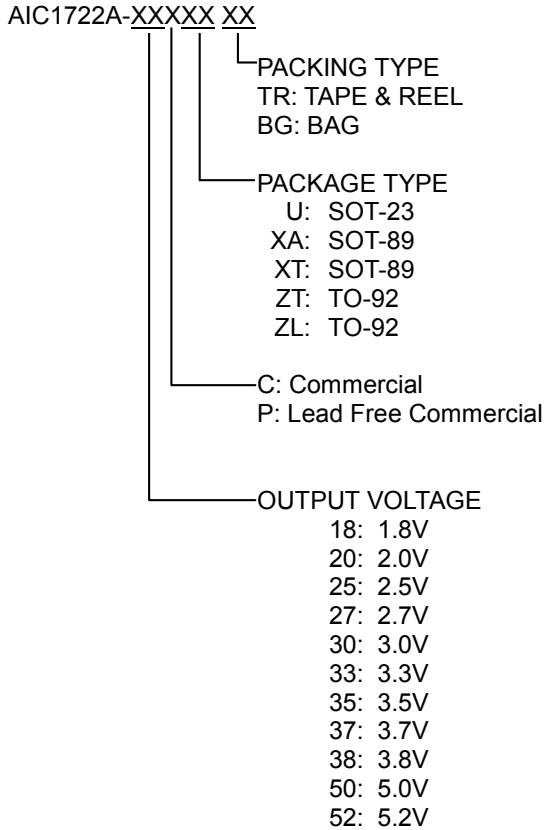 AIC1722A-XXXXX XX
PACKING TYPE
TR: TAPE & REEL
BG: BAG
PACKAGE TYPE
U: SOT-23
XA: SOT-89
XT: SOT-89
ZT: TO-92
ZL: TO-92
C: Commercial
P: Lead Free Commercial
OUTPUT VOLTAGE
18: 1.8V
20: 2.0V
25: 2.5V
27: 2.7V
30: 3.0V
33: 3.3V
35: 3.5V
37: 3.7V
38: 3.8V
50: 5.0V
52: 5.2V